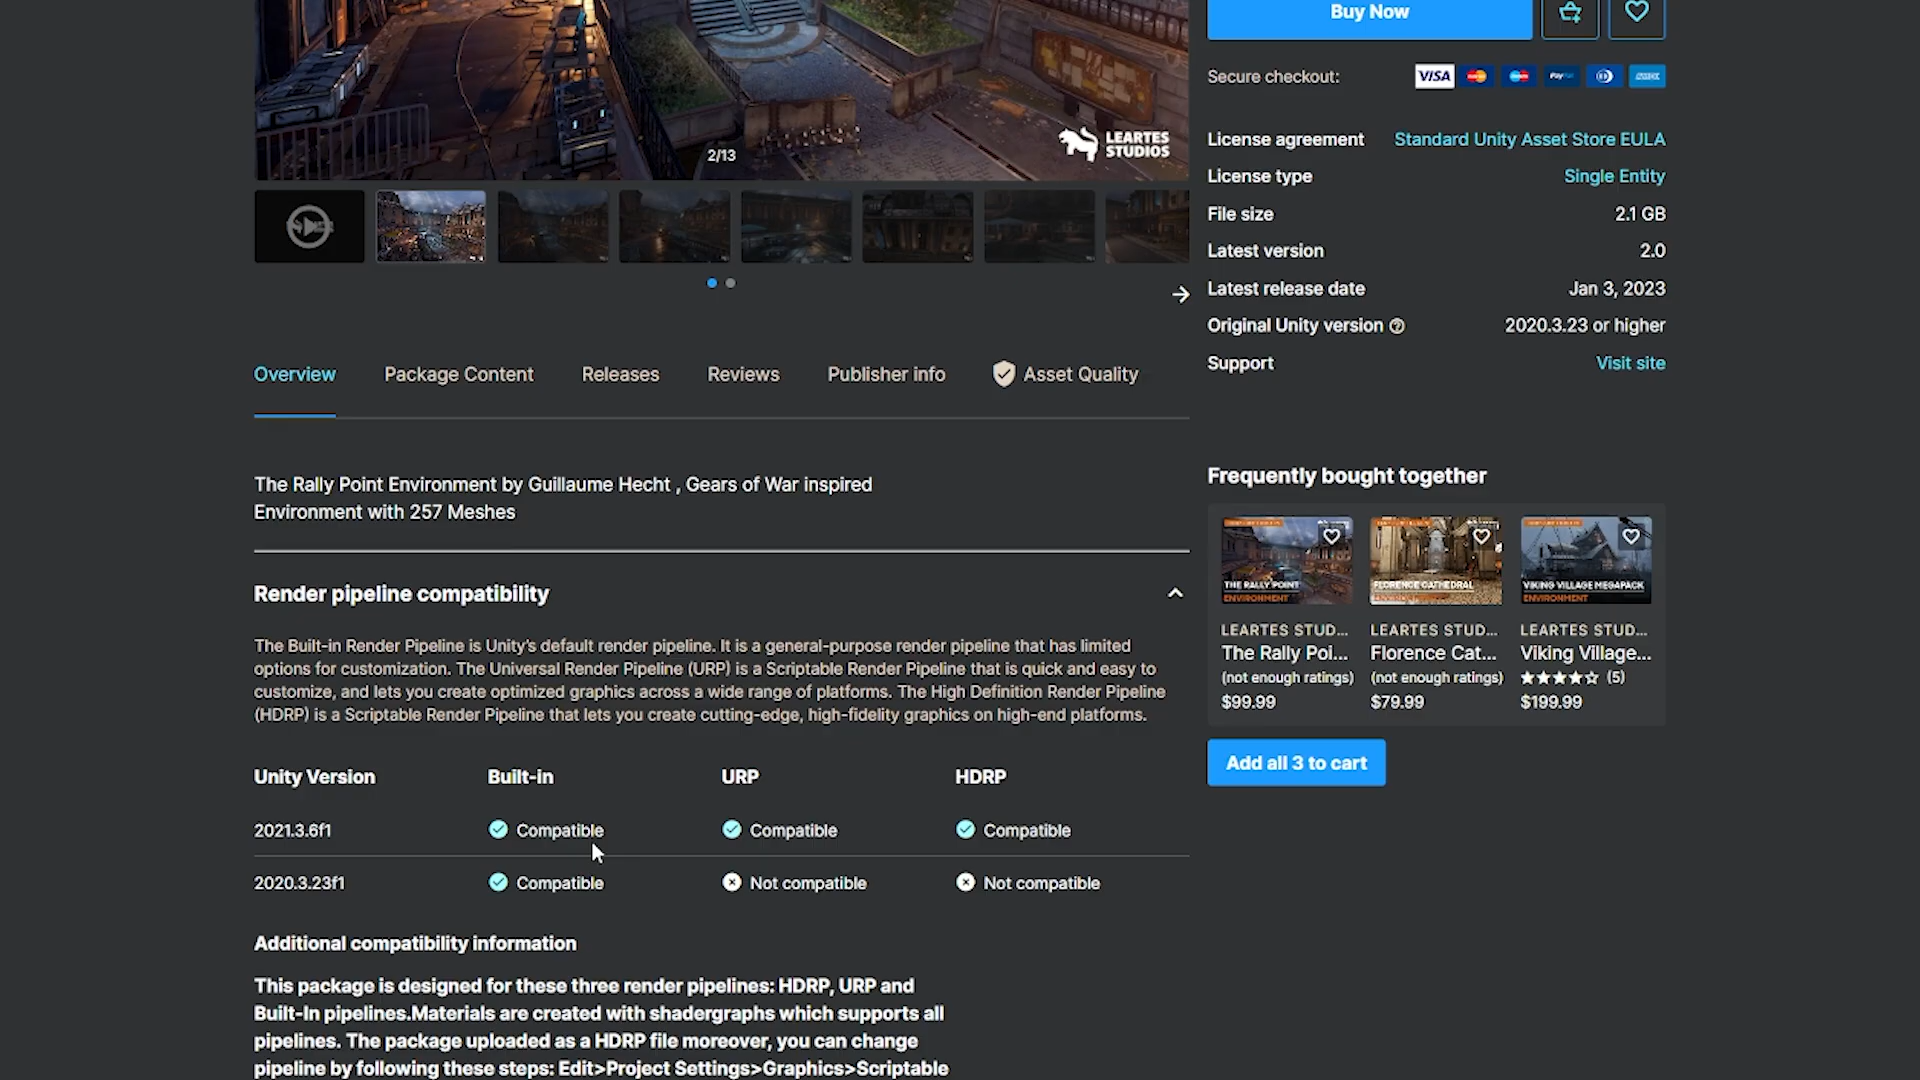 Buy Now
2/13
LEARTES
STUDIOS
Secure checkout:
VISA
PayPal
License agreement Standard Unity Asset Store EULA
License type Single Entity
File size 2.1 GB
Latest version 2.0
Latest release date Jan 3, 2023
Original Unity version 2020.3.23 or higher
Support Visit site
Overview Package Content Releases Reviews Publisher info Asset Quality
The Rally Point Environment by Guillaume Hecht , Gears of War inspired
Environment with 257 Meshes
Render pipeline compatibility
The Built-in Render Pipeline is Unity's default render pipeline. It is a general-purpose render pipeline that has limited
options for customization. The Universal Render Pipeline (URP) is a Scriptable Render Pipeline that is quick and easy to
customize, and lets you create optimized graphics across a wide range of platforms. The High Definition Render Pipeline
(HDRP) is a Scriptable Render Pipeline that lets you create cutting-edge, high-fidelity graphics on high-end platforms.
Unity Version Built-in URP HDRP
2021.3.6f1 Compatible Compatible Compatible
2020.3.23f1 Compatible Not compatible Not compatible
Additional compatibility information
This package is designed for these three render pipelines: HDRP, URP and
Built-In pipelines.Materials are created with shadergraphs which supports all
pipelines. The package uploaded as a HDRP file moreover, you can change
pipeline by following these steps: Edit>Project Settings>Graphics>Scriptable
Frequently bought together
THE RALLY POINT
ENVIRONMENT
FLORENCE CATHEDRAL
ENVIRONMENT
VIKING VILLAGE MEGAPACK
ENVIRONMENT
LEARTES STUD... LEARTES STUD... LEARTES STUD...
The Rally Poi... Florence Cat... Viking Village...
(not enough ratings) (not enough ratings) (5)
$99.99 $79.99 $199.99
Add all 3 to cart